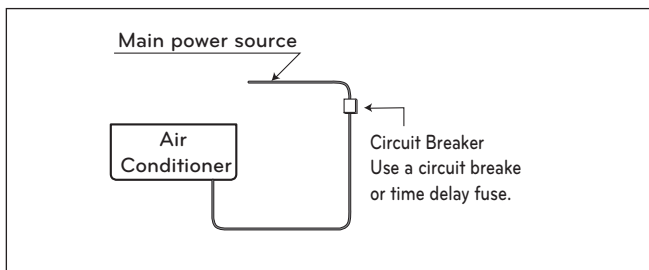 Main power source
Air
Conditioner
Circuit Breaker
Use a circuit breake
or time delay fuse.